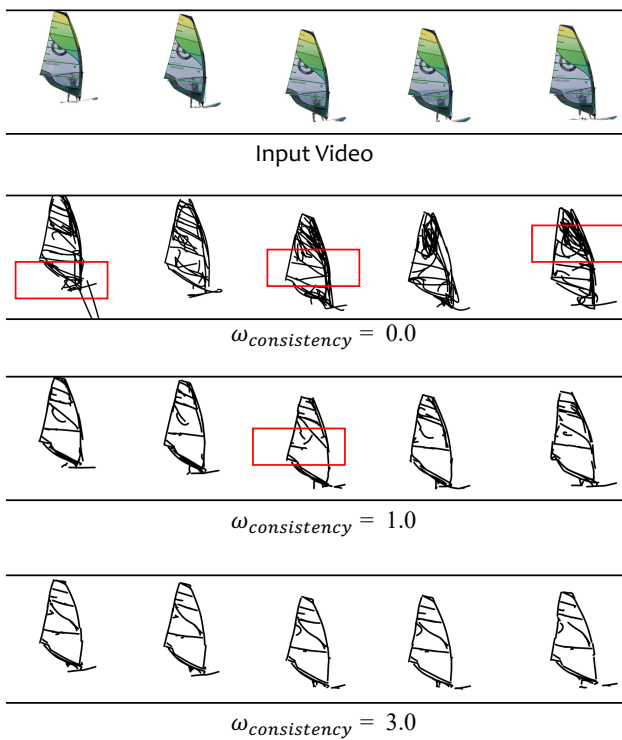 Input Video
ω_consistency = 0.0
ω_consistency = 1.0
ω_consistency = 3.0